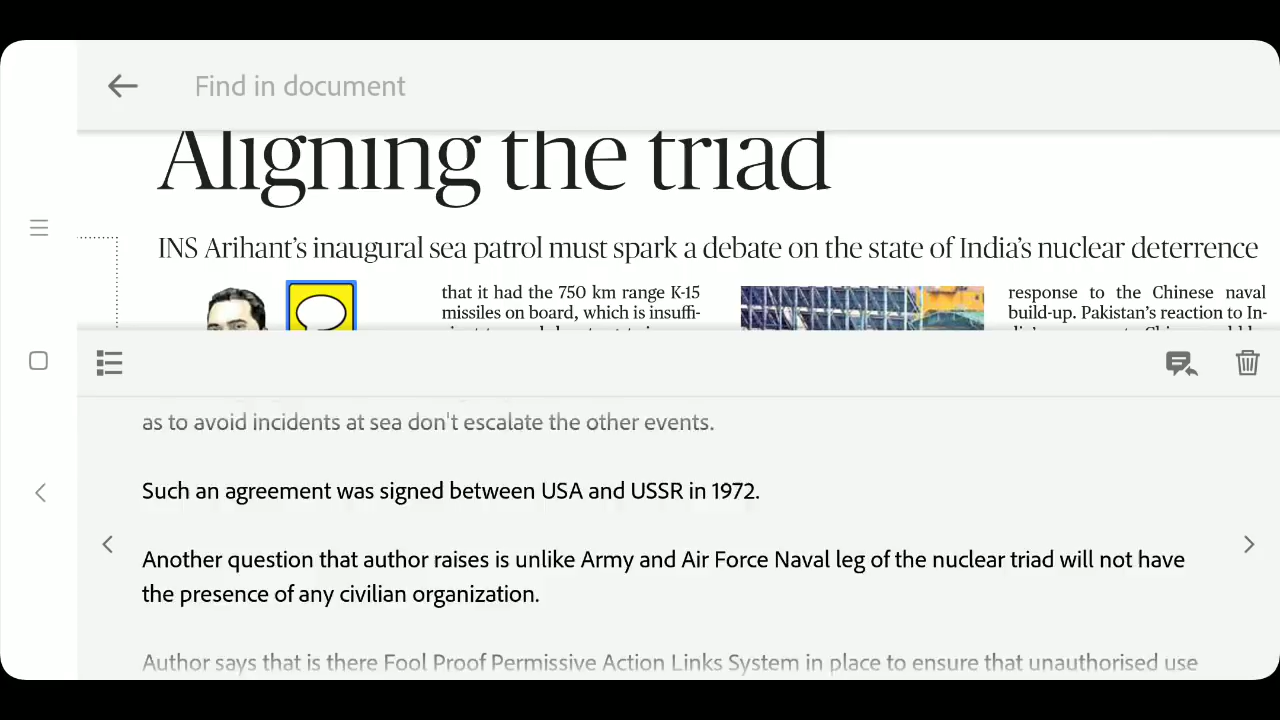 Find in document
Aligning the triad
INS Arihant's inaugural sea patrol must spark a debate on the state of India's nuclear deterrence
that it had the 750 km range K-15
missiles on board, which is insuffi-
response to the Chinese naval
build-up. Pakistan's reaction to In-
as to avoid incidents at sea don't escalate the other events.
Such an agreement was signed between USA and USSR in 1972.
Another question that author raises is unlike Army and Air Force Naval leg of the nuclear triad will not have
the presence of any civilian organization.
Author says that is there Fool Proof Permissive Action Links System in place to ensure that unauthorised use